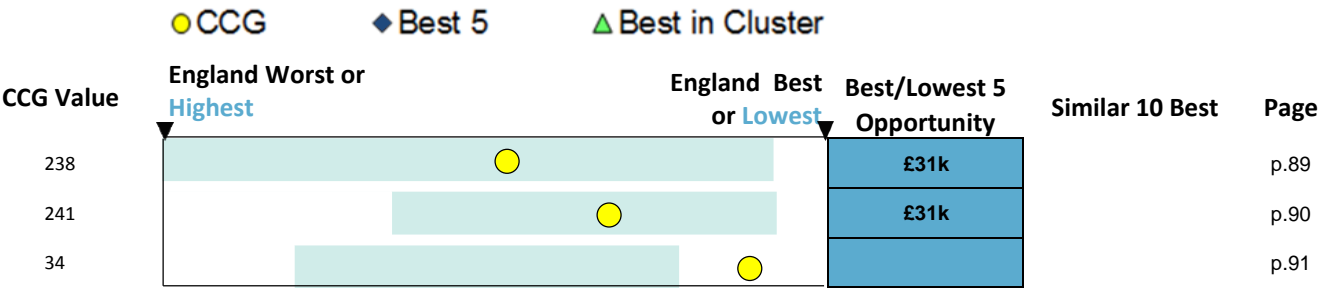 CCG Best 5 Best in Cluster
CCG Value
England Worst or
Highest
England Best
or Lowest
Best/Lowest 5
Opportunity
Similar 10 Best
Page
238 £31k p.89
241 £31k p.90
34 p.91